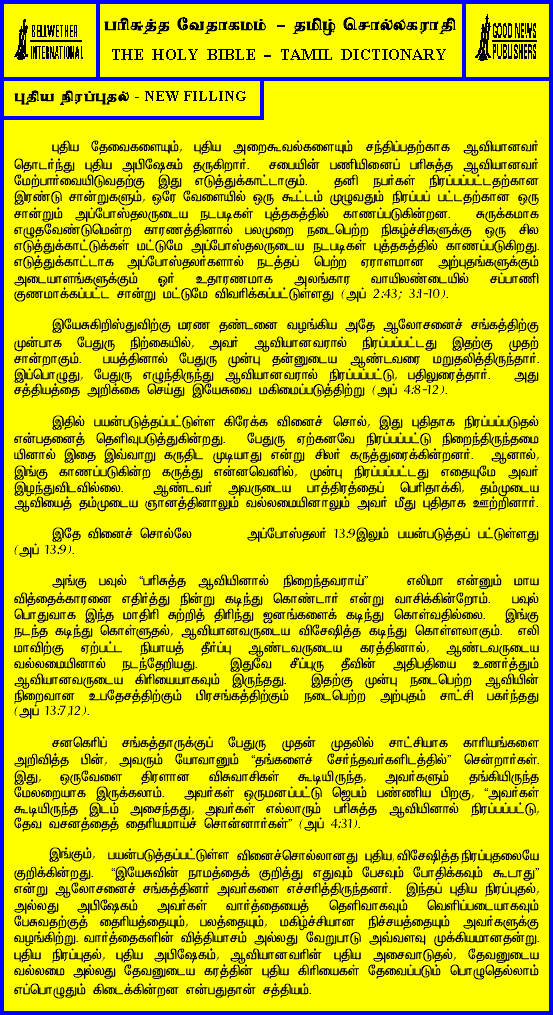 BELLWETHER
INTERNATIONAL
பரிசுத்த வேதாகமம் – தமிழ் சொல்லகராதி
THE HOLY BIBLE – TAMIL DICTIONARY
GOOD NEWS
PUBLISHERS
புதிய நிரப்புதல் - NEW FILLING
புதிய தேவைகளையும், புதிய அறைகூவல்களையும் சந்திப்பதற்காக ஆவியானவர்
தொடர்ந்து புதிய அபிஷேகம் தருகிறார். சபையின் பணியினைப் பரிசுத்த ஆவியானவர்
மேற்பார்வையிடுவதற்கு இது எடுத்துக்காட்டாகும். தனி நபர்கள் நிரப்பப்பட்டதற்கான
இரண்டு சான்றுகளும், ஒரே வேளையில் ஒரு கூட்டம் முழுவதும் நிரப்பப் பட்டதற்கான ஒரு
சான்றும் அப்போஸ்தலருடைய நடபடிகள் புத்தகத்தில் காணப்படுகின்றன. சுருக்கமாக
எழுதவேண்டுமென்ற காரணத்தினால் பலமுறை நடைபெற்ற நிகழ்ச்சிகளுக்கு ஒரு சில
எடுத்துக்காட்டுக்கள் மட்டுமே அப்போஸ்தலருடைய நடபடிகள் புத்தகத்தில் காணப்படுகிறது.
எடுத்துக்காட்டாக அப்போஸ்தலர்களால் நடத்தப் பெற்ற ஏராளமான அற்புதங்களுக்கும்
அடையாளங்களுக்கும் ஓர் உதாரணமாக அலங்கார வாயிலண்டையில் சப்பாணி
குணமாக்கப்பட்ட சான்று மட்டுமே விவரிக்கப்பட்டுள்ளது (அப் 2:43; 3:1-10).
இயேசுகிறிஸ்துவிற்கு மரண தண்டனை வழங்கிய அதே ஆலோசனைச் சங்கத்திற்கு
முன்பாக பேதுரு நிற்கையில், அவர் ஆவியானவரால் நிரப்பப்பட்டது இதற்கு முதற்
சான்றாகும். பயத்தினால் பேதுரு முன்பு தன்னுடைய ஆண்டவரை மறுதலித்திருந்தார்.
இப்பொழுது, பேதுரு எழுந்திருந்து ஆவியானவரால் நிரப்பப்பட்டு, பதிலுரைத்தார். அது
சத்தியத்தை அறிக்கை செய்து இயேசுவை மகிமைப்படுத்திற்று (அப் 4:8-12).
இதில் பயன்படுத்தப்பட்டுள்ள கிரேக்க வினைச் சொல், இது புதிதாக நிரப்பப்படுதல்
என்பதனைத் தெளிவுபடுத்துகின்றது. பேதுரு ஏற்கனவே நிரப்பப்பட்டு நிறைந்திருந்தமை
யினால் இதை இவ்வாறு கருதிட முடியாது என்று சிலர் கருத்துரைக்கின்றனர். ஆனால்,
இங்கு காணப்படுகின்ற கருத்து என்னவெனில், முன்பு நிரப்பப்பட்டது எதையுமே அவர்
இழந்துவிடவில்லை. ஆண்டவர் அவருடைய பாத்திரத்தைப் பெரிதாக்கி, தம்முடைய
ஆவியைத் தம்முடைய ஞானத்தினாலும் வல்லமையினாலும் அவர் மீது புதிதாக ஊற்றினார்.
இதே வினைச் சொல்லே அப்போஸ்தலர் 13:9இலும் பயன்படுத்தப் பட்டுள்ளது
(அப் 13:9).
அங்கு பவுல் “பரிசுத்த ஆவியினால் நிறைந்தவராய்” எலிமா என்னும் மாய
வித்தைக்காரனை எதிர்த்து நின்று கடிந்து கொண்டார் என்று வாசிக்கின்றோம். பவுல்
பொதுவாக இந்த மாதிரி சுற்றித் திரிந்து ஜனங்களைக் கடிந்து கொள்வதில்லை. இங்கு
நடந்த கடிந்து கொள்ளுதல், ஆவியானவருடைய விசேஷித்த கடிந்து கொள்ளலாகும். எலி
மாவிற்கு ஏற்பட்ட நியாயத் தீர்ப்பு ஆண்டவருடைய கரத்தினால், ஆண்டவருடைய
வல்லமையினால் நடந்தேறியது. இதுவே சீப்புரு தீவின் அதிபதியை உணர்த்தும்
ஆவியானவருடைய கிரியையாகவும் இருந்தது. இதற்கு முன்பு நடைபெற்ற ஆவியின்
நிறைவான உபதேசத்திற்கும் பிரசங்கத்திற்கும் நடைபெற்ற அற்புதம் சாட்சி பகர்ந்தது
(அப் 13:7,12).
சனகெரிப் சங்கத்தாருக்குப் பேதுரு முதன் முதலில் சாட்சியாக காரியங்களை
அறிவித்த பின், அவரும் யோவானும் “தங்களைச் சேர்ந்தவர்களிடத்தில்” சென்றார்கள்.
இது, ஒருவேளை திரளான விசுவாசிகள் கூடியிருந்த, அவர்களும் தங்கியிருந்த
மேலறையாக இருக்கலாம். அவர்கள் ஒருமனப்பட்டு ஜெபம் பண்ணிய பிறகு, “அவர்கள்
கூடியிருந்த இடம் அசைந்தது, அவர்கள் எல்லாரும் பரிசுத்த ஆவியினால் நிரப்பப்பட்டு,
தேவ வசனத்தைத் தைரியமாய்ச் சொன்னார்கள்” (அப் 4:31).
இங்கும், பயன்படுத்தப்பட்டுள்ள வினைச்சொல்லானது புதிய, விசேஷித்த நிரப்புதலையே
குறிக்கின்றது. “இயேசுவின் நாமத்தைக் குறித்து எதுவும் பேசவும் போதிக்கவும் கூடாது”
என்று ஆலோசனைச் சங்கத்தினர் அவர்களை எச்சரித்திருந்தனர். இந்தப் புதிய நிரப்புதல்,
அல்லது அபிஷேகம் அவர்கள் வார்த்தையைத் தெளிவாகவும் வெளிப்படையாகவும்
பேசுவதற்குத் தைரியத்தையும், பலத்தையும், மகிழ்ச்சியான நிச்சயத்தையும் அவர்களுக்கு
வழங்கிற்று. வார்த்தைகளின் வித்தியாசம் அல்லது வேறுபாடு அவ்வளவு முக்கியமானதன்று.
புதிய நிரப்புதல், புதிய அபிஷேகம், ஆவியானவரின் புதிய அசைவாடுதல், தேவனுடைய
வல்லமை அல்லது தேவனுடைய கரத்தின் புதிய கிரியைகள் தேவைப்படும் பொழுதெல்லாம்
எப்பொழுதும் கிடைக்கின்றன என்பதுதான் சத்தியம்.